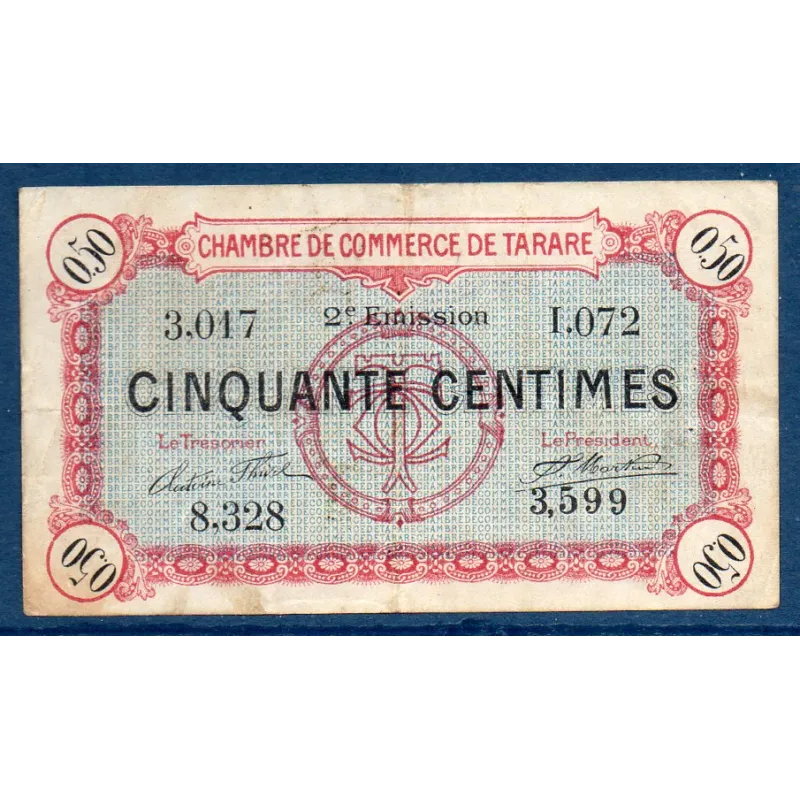 0.50 CHAMBRE DE COMMERCE DE TARARE 0.50
3.017 2e Emission 1.072
CINQUANTE CENTIMES
Le Trésorier, Le Président,
8,328 3,599
0.50 0.50